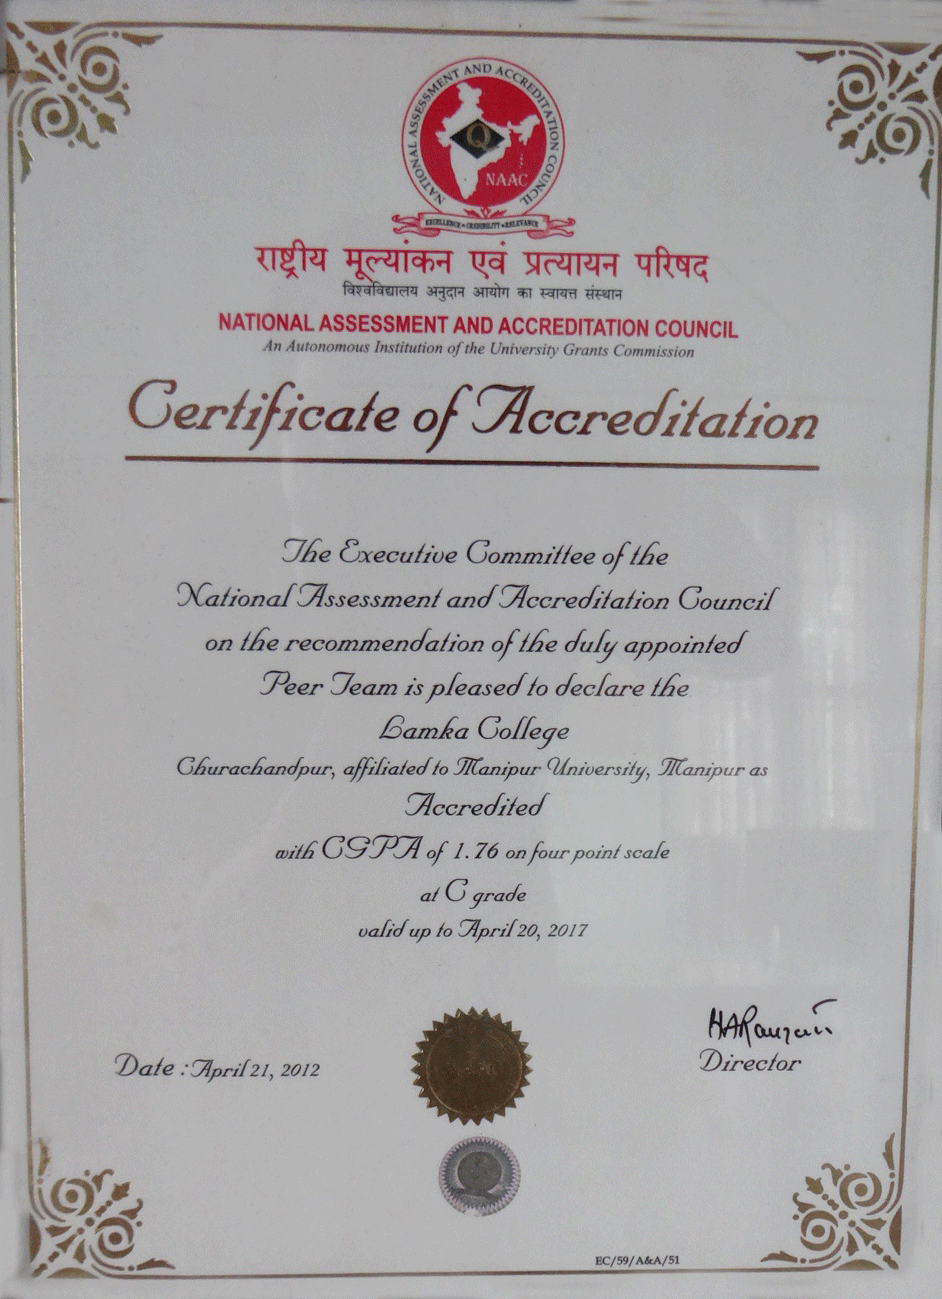 NATIONAL ASSESSMENT AND ACCREDITATION COUNCIL
Q
NAAC
EXCELLENCE • CREDIBILITY • RELEVANCE
राष्ट्रीय मूल्यांकन एवं प्रत्यायन परिषद
विश्वविद्यालय अनुदान आयोग का स्वायत्त संस्थान
NATIONAL ASSESSMENT AND ACCREDITATION COUNCIL
An Autonomous Institution of the University Grants Commission
Certificate of Accreditation
The Executive Committee of the
National Assessment and Accreditation Council
on the recommendation of the duly appointed
Peer Team is pleased to declare the
Lamka College
Churachandpur, affiliated to Manipur University, Manipur as
Accredited
with CGPA of 1.76 on four point scale
at C grade
valid up to April 20, 2017
Date : April 21, 2012
Director
EC/59/A&A/51